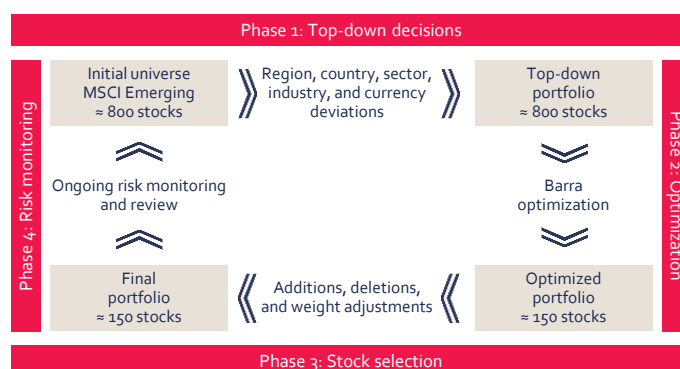 Phase 1: Top-down decisions
Initial universe
MSCI Emerging
≈ 800 stocks
Region, country, sector,
industry, and currency
deviations
Top-down
portfolio
≈ 800 stocks
Phase 2: Optimization
Barra
optimization
Optimized
portfolio
≈ 150 stocks
Additions, deletions,
and weight adjustments
Final
portfolio
≈ 150 stocks
Ongoing risk monitoring
and review
Phase 4: Risk monitoring
Phase 3: Stock selection